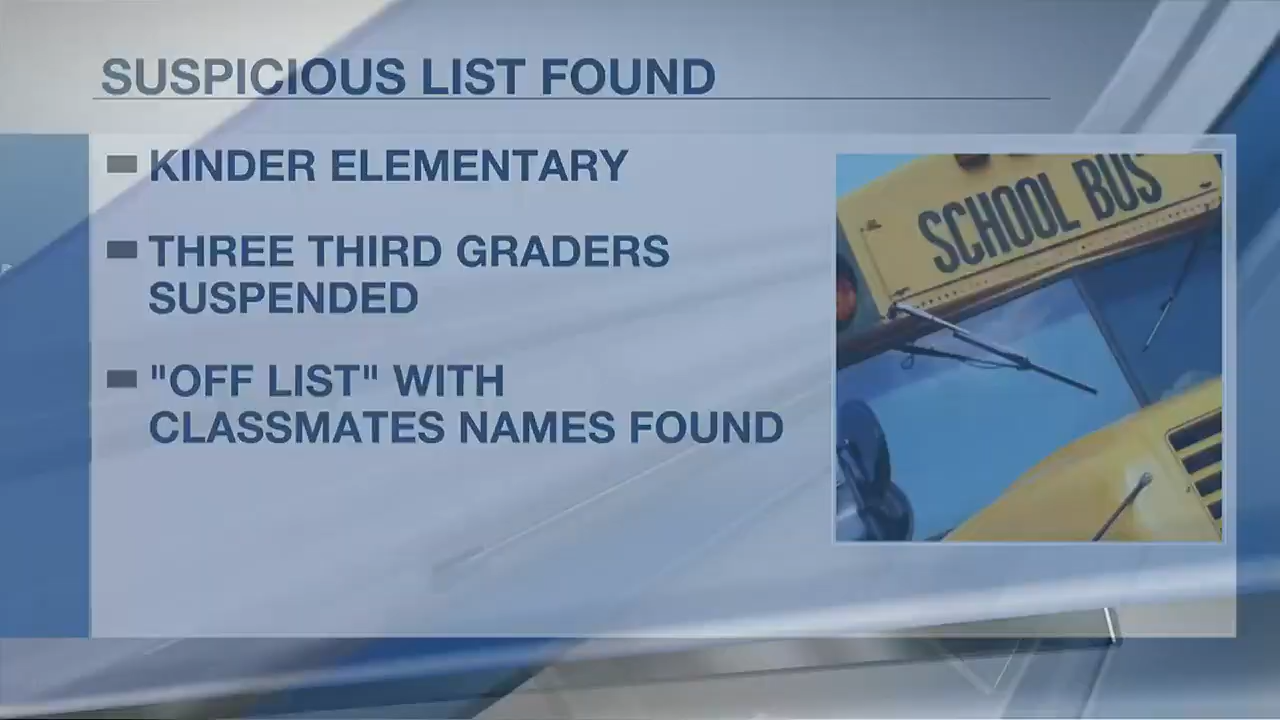 SUSPICIOUS LIST FOUND
KINDER ELEMENTARY
THREE THIRD GRADERS
SUSPENDED
"OFF LIST" WITH
CLASSMATES NAMES FOUND
SCHOOL BUS